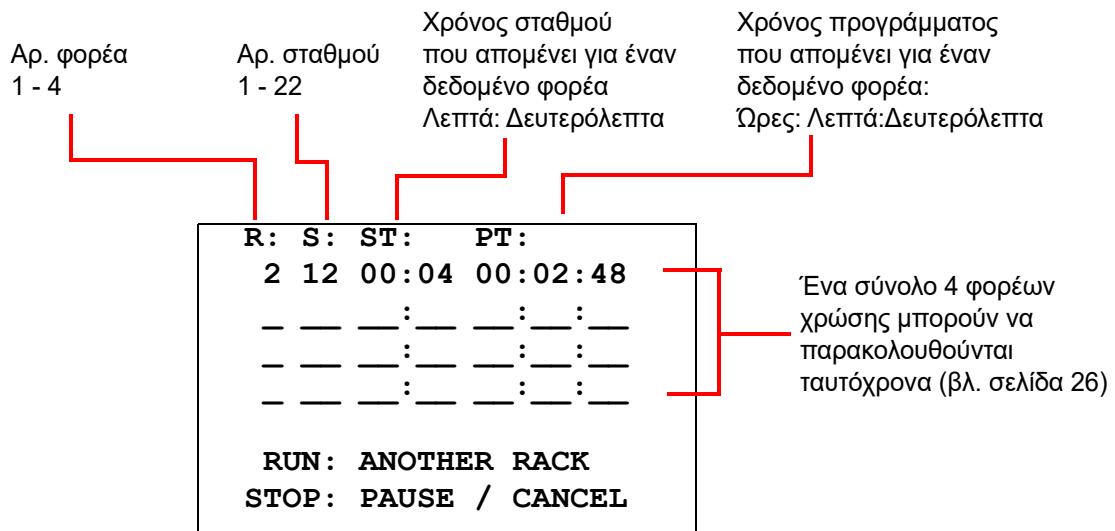 Αρ. φορέα
1 - 4
Αρ. σταθμού
1 - 22
Χρόνος σταθμού
που απομένει για έναν
δεδομένο φορέα
Λεπτά: Δευτερόλεπτα
Χρόνος προγράμματος
που απομένει για έναν
δεδομένο φορέα:
Ώρες: Λεπτά:Δευτερόλεπτα
R: S: ST: PT:
2 12 00:04 00:02:48
_ __ __:__ __:__:__
_ __ __:__ __:__:__
_ __ __:__ __:__:__
RUN: ANOTHER RACK
STOP: PAUSE / CANCEL
Ένα σύνολο 4 φορέων
χρώσης μπορούν να
παρακολουθούνται
ταυτόχρονα (βλ. σελίδα 26)